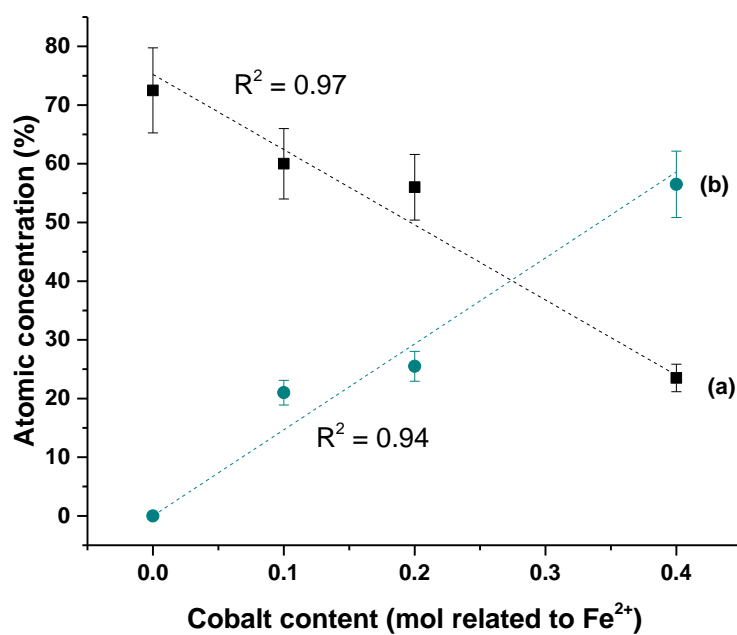 80
70
60
50
40
30
20
10
0
Atomic concentration (%)
R² = 0.97
(b)
(a)
R² = 0.94
0.0 0.1 0.2 0.3 0.4
Cobalt content (mol related to Fe²⁺)